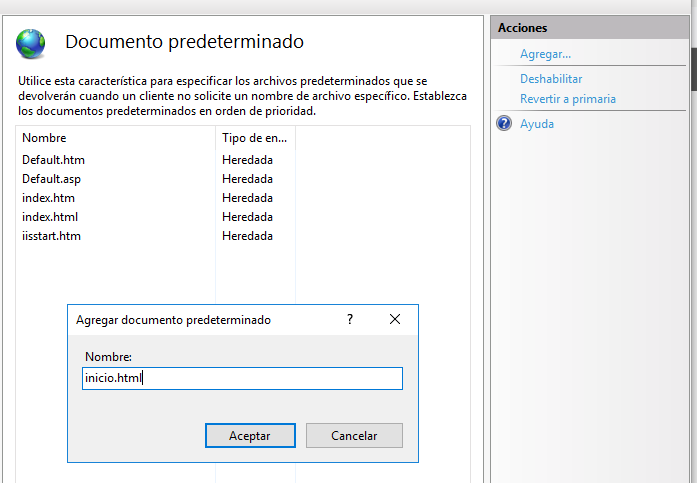 Documento predeterminado
Utilice esta característica para especificar los archivos predeterminados que se
devolverán cuando un cliente no solicite un nombre de archivo específico. Establezca
los documentos predeterminados en orden de prioridad.
Nombre Tipo de en...
Default.htm Heredada
Default.asp Heredada
index.htm Heredada
index.html Heredada
iisstart.htm Heredada
Agregar documento predeterminado ?
Nombre:
inicio.html
Aceptar Cancelar
Acciones
Agregar...
Deshabilitar
Revertir a primaria
? Ayuda